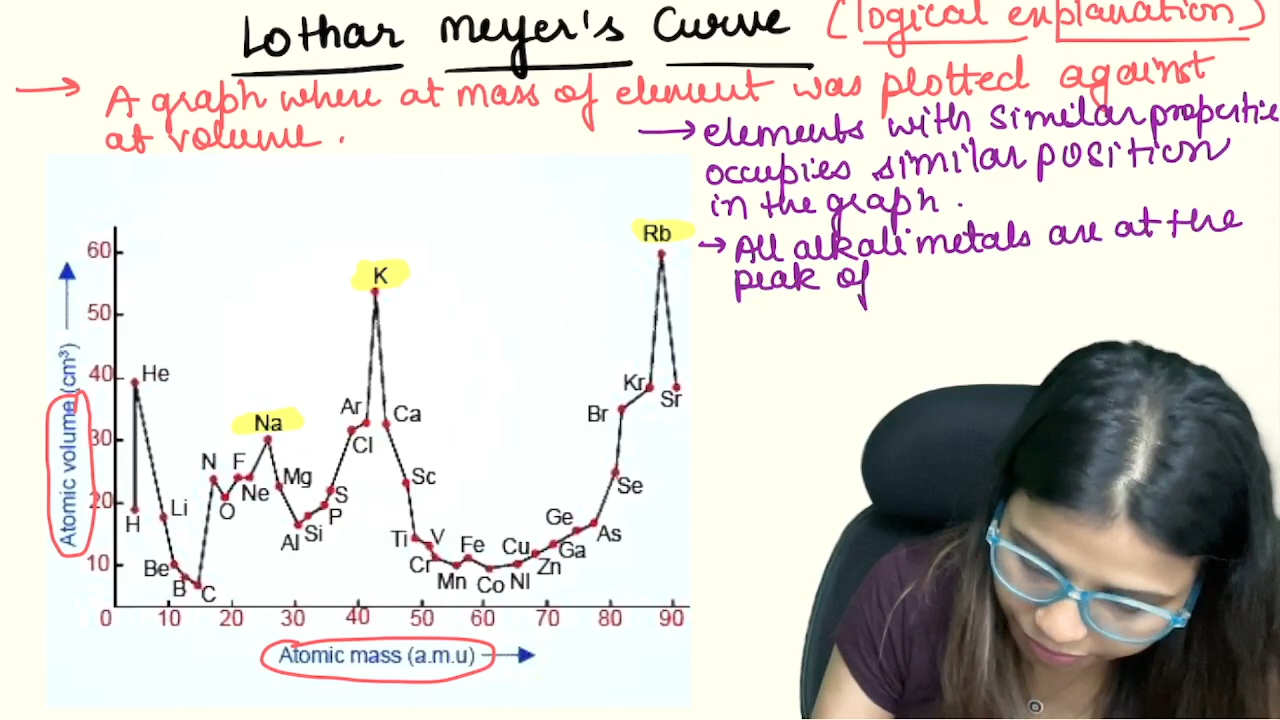 Lothar Meyer's Curve (logical explanation)
→ A graph where at mass of element was plotted against
at volume.
→ elements with similar propertie
occupies similar position
in the graph.
→ All alkali metals are at the
peak of
Rb
60
K
50
40
He
Kr
Sr
Ar
Ca
Br
Na
30
Cl
N
F
Ne
Mg
S
Sc
Se
20
H
Li
O
Al
Si
P
Ge
As
Ti
V
Cr
Fe
Cu
Ga
10
Be
B
C
Mn
Co
NI
Zn
0 10 20 30 40 50 60 70 80 90
Atomic volume (cm³)
Atomic mass (a.m.u)